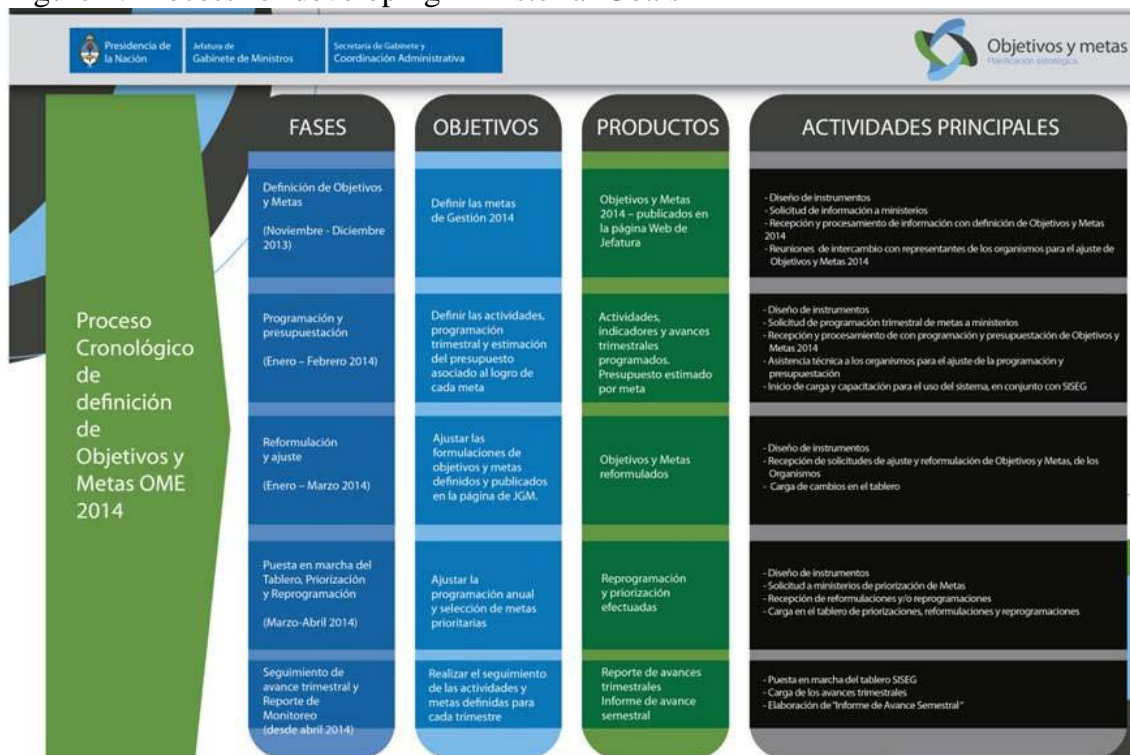 Presidencia de
la Nación
Jefatura de
Gabinete de Ministros
Secretaría de Gabinete y
Coordinación Administrativa
Objetivos y metas
Planificación estratégica
Proceso
Cronológico
de
definición
de
Objetivos y
Metas OME
2014
FASES
OBJETIVOS
PRODUCTOS
ACTIVIDADES PRINCIPALES
Definición de Objetivos
y Metas
(Noviembre - Diciembre
2013)
Definir las metas
de Gestión 2014
Objetivos y Metas
2014 – publicados en
la página Web de
Jefatura
- Diseño de instrumentos
- Solicitud de información a ministerios
- Recepción y procesamiento de información con definición de Objetivos y Metas
2014
- Reuniones de intercambio con representantes de los organismos para el ajuste de
Objetivos y Metas 2014
Programación y
presupuestación
(Enero – Febrero 2014)
Definir las actividades,
programación
trimestral y estimación
del presupuesto
asociado al logro de
cada meta
Actividades,
indicadores y avances
trimestrales
programados.
Presupuesto estimado
por meta
- Diseño de instrumentos
- Solicitud de programación trimestral de metas a ministerios
- Recepción y procesamiento de con programación y presupuestación de Objetivos y
Metas 2014
- Asistencia técnica a los organismos para el ajuste de la programación y
presupuestación
- Inicio de carga y capacitación para el uso del sistema, en conjunto con SISEG
Reformulación
y ajuste
(Enero – Marzo 2014)
Ajustar las
formulaciones de
objetivos y metas
definidos y publicados
en la página de JGM.
Objetivos y Metas
reformulados
- Diseño de instrumentos
- Recepción de solicitudes de ajuste y reformulación de Objetivos y Metas, de los
Organismos
- Carga de cambios en el tablero
Puesta en marcha del
Tablero, Priorización
y Reprogramación
(Marzo-Abril 2014)
Ajustar la
programación anual
y selección de metas
prioritarias
Reprogramación
y priorización
efectuadas
- Diseño de instrumentos
- Solicitud a ministerios de priorización de Metas
- Recepción de reformulaciones y/o reprogramaciones
- Carga en el tablero de priorizaciones, reformulaciones y reprogramaciones
Seguimiento de
avance trimestral y
Reporte de
Monitoreo
(desde abril 2014)
Realizar el seguimiento
de las actividades y
metas definidas para
cada trimestre
Reporte de avances
trimestrales
Informe de avance
semestral
- Puesta en marcha del tablero SISEG
- Carga de los avances trimestrales
- Elaboración de "Informe de Avance Semestral"